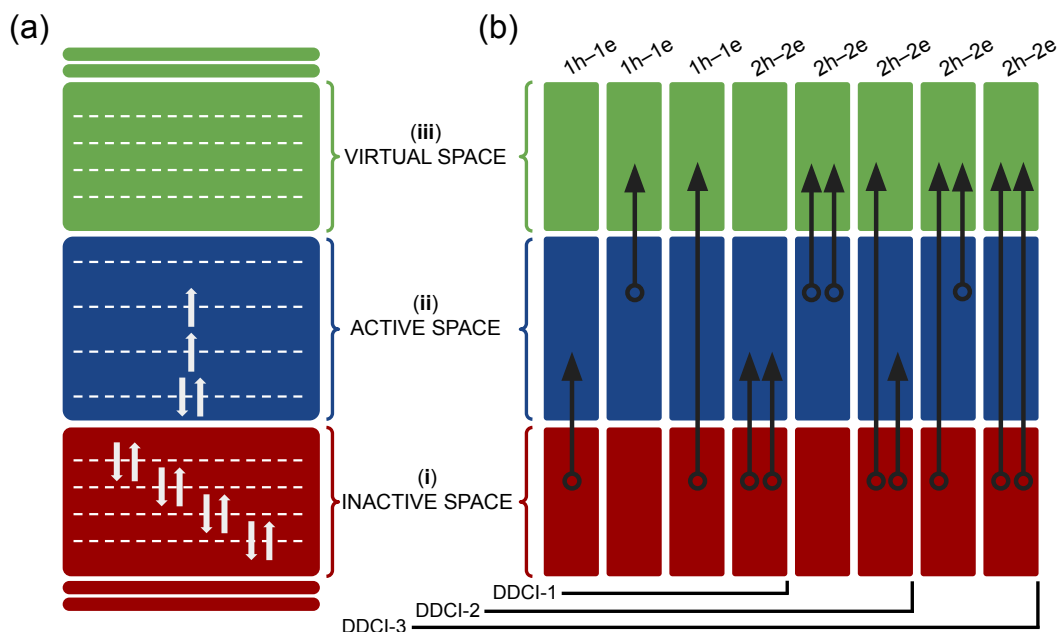 (a)
(b)
1h–1e
1h–1e
1h–1e
2h–2e
2h–2e
2h–2e
2h–2e
2h–2e
(iii)
VIRTUAL SPACE
(ii)
ACTIVE SPACE
(i)
INACTIVE SPACE
DDCI-1
DDCI-2
DDCI-3